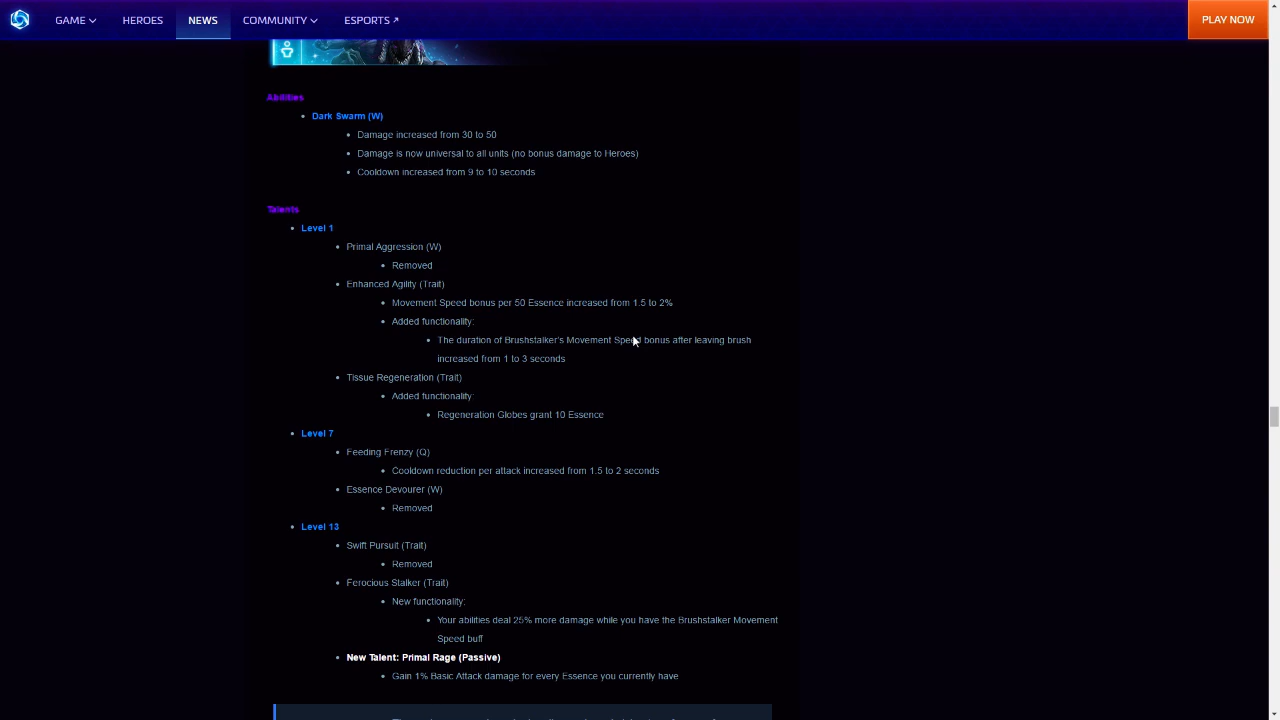 GAME HEROES NEWS COMMUNITY ESPORTS PLAY NOW
Abilities
Dark Swarm (W)
Damage increased from 30 to 50
Damage is now universal to all units (no bonus damage to Heroes)
Cooldown increased from 9 to 10 seconds
Talents
Level 1
Primal Aggression (W)
Removed
Enhanced Agility (Trait)
Movement Speed bonus per 50 Essence increased from 1.5 to 2%
Added functionality:
The duration of Brushstalker's Movement Speed bonus after leaving brush
increased from 1 to 3 seconds
Tissue Regeneration (Trait)
Added functionality:
Regeneration Globes grant 10 Essence
Level 7
Feeding Frenzy (Q)
Cooldown reduction per attack increased from 1.5 to 2 seconds
Essence Devourer (W)
Removed
Level 13
Swift Pursuit (Trait)
Removed
Ferocious Stalker (Trait)
New functionality:
Your abilities deal 25% more damage while you have the Brushstalker Movement
Speed buff
New Talent: Primal Rage (Passive)
Gain 1% Basic Attack damage for every Essence you currently have